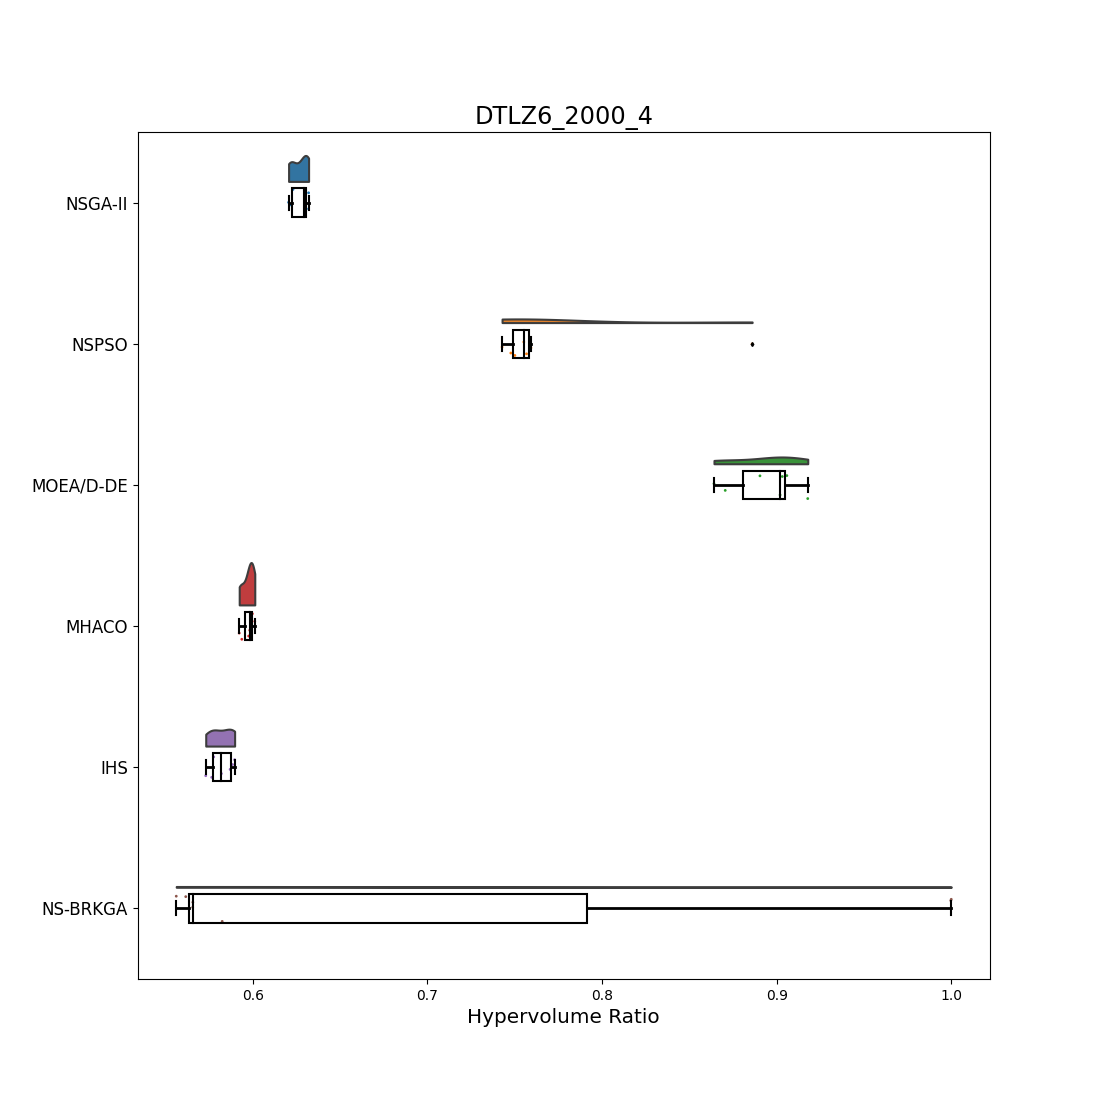 DTLZ6_2000_4
NSGA-II
NSPSO
MOEA/D-DE
MHACO
IHS
NS-BRKGA
0.6 0.7 0.8 0.9 1.0
Hypervolume Ratio